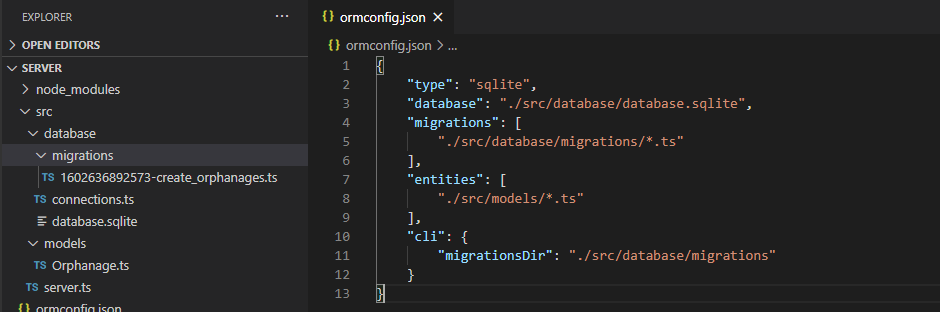 EXPLORER
...
OPEN EDITORS
SERVER
node_modules
src
database
migrations
TS 1602636892573-create_orphanages.ts
TS connections.ts
database.sqlite
models
TS Orphanage.ts
TS server.ts
{} ormconfig.json
{} ormconfig.json ×
{} ormconfig.json > ...
1 {
2 "type": "sqlite",
3 "database": "./src/database/database.sqlite",
4 "migrations": [
5 "./src/database/migrations/*.ts"
6 ],
7 "entities": [
8 "./src/models/*.ts"
9 ],
10 "cli": {
11 "migrationsDir": "./src/database/migrations"
12 }
13 }